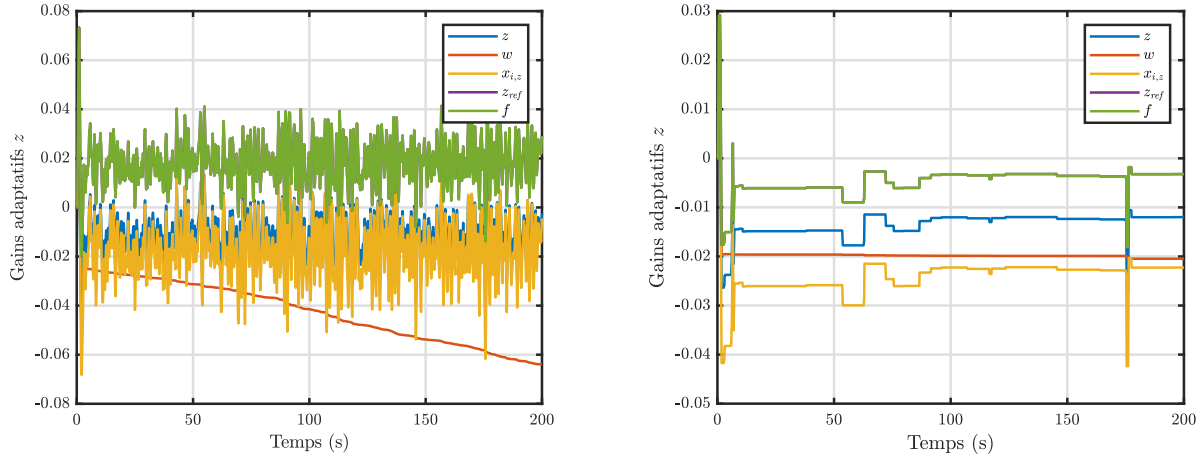 0.08
0.06
0.04
0.02
0
-0.02
-0.04
-0.06
-0.08
0
50
100
150
200
Gains adaptatifs z
Temps (s)
z
w
x_{i,z}
z_{ref}
f
0.03
0.02
0.01
0
-0.01
-0.02
-0.03
-0.04
-0.05
0
50
100
150
200
Gains adaptatifs z
Temps (s)
z
w
x_{i,z}
z_{ref}
f